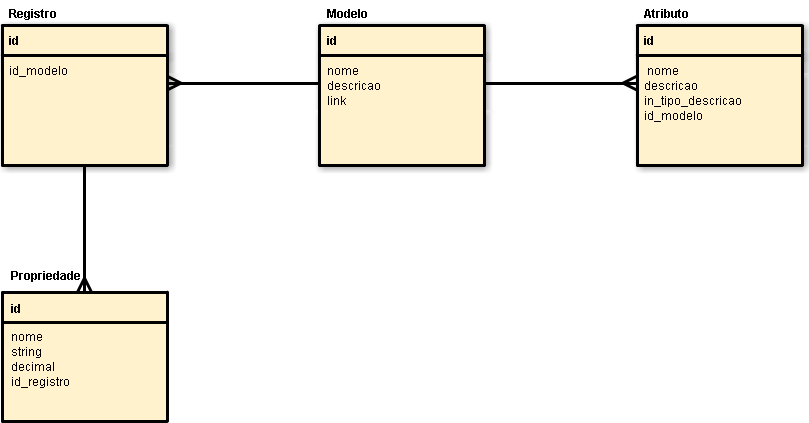 Registro
id
id_modelo
Modelo
id
nome
descricao
link
Atributo
id
nome
descricao
in_tipo_descricao
id_modelo
Propriedade
id
nome
string
decimal
id_registro